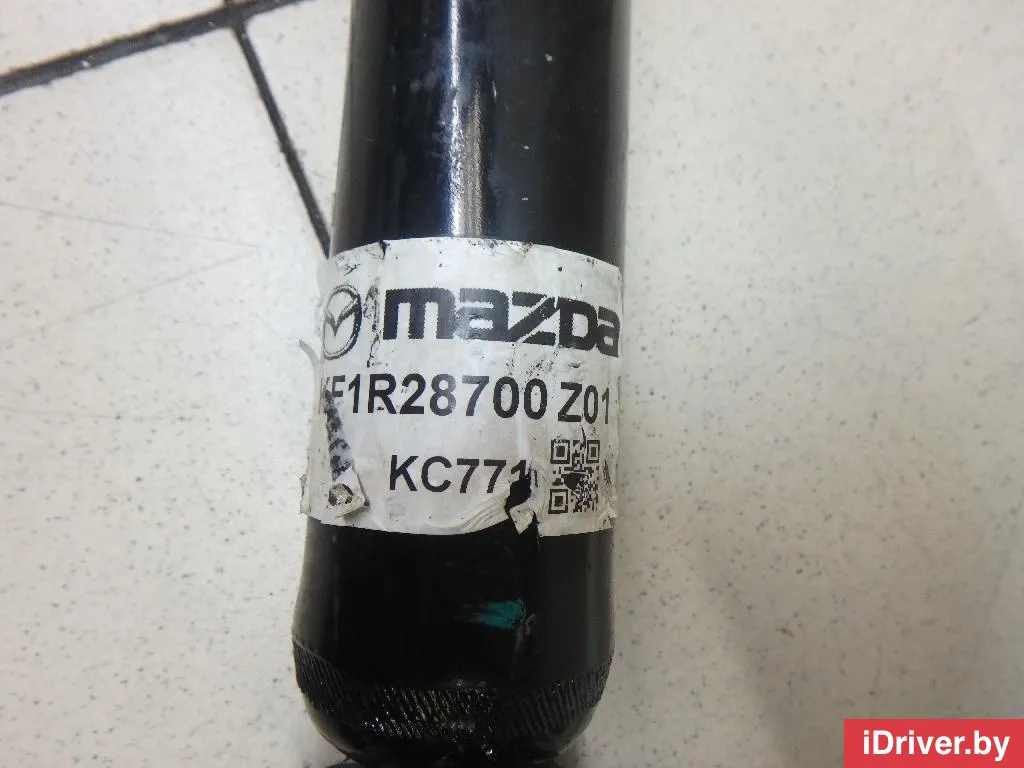 mazda
KF1R28700 Z01
KC771
iDriver.by